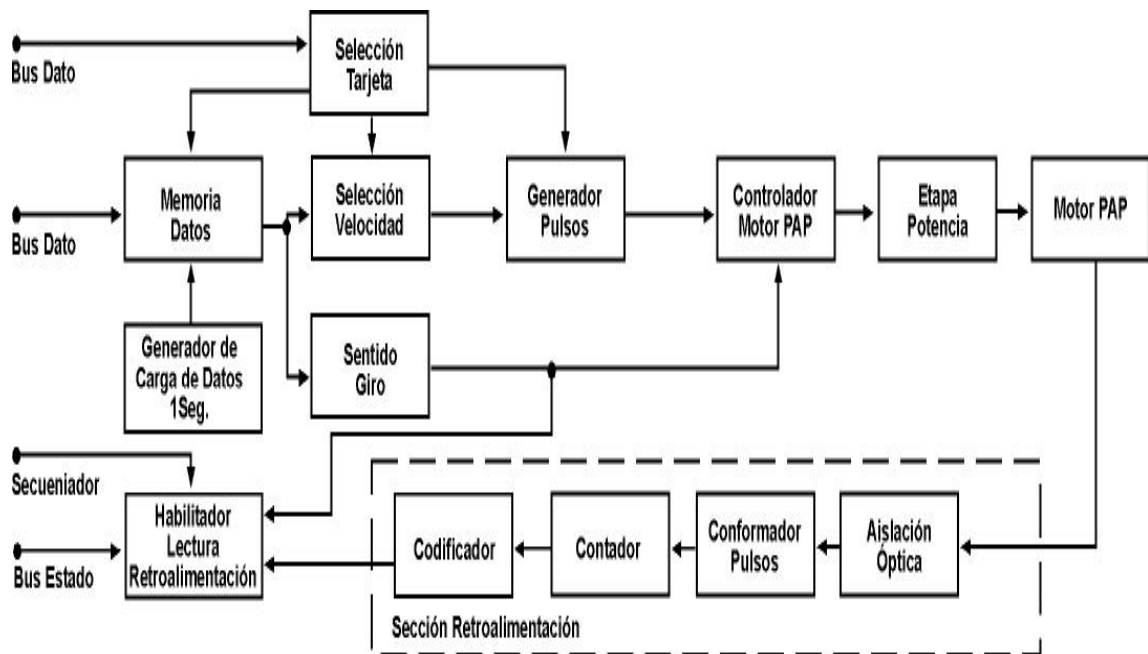 Bus Dato
Selección
Tarjeta
Bus Dato
Memoria
Datos
Selección
Velocidad
Generador
Pulsos
Controlador
Motor PAP
Etapa
Potencia
Motor PAP
Generador de
Carga de Datos
1Seg.
Sentido
Giro
Secueniador
Bus Estado
Habilitador
Lectura
Retroalimentación
Codificador
Contador
Conformador
Pulsos
Aislación
Óptica
Sección Retroalimentación